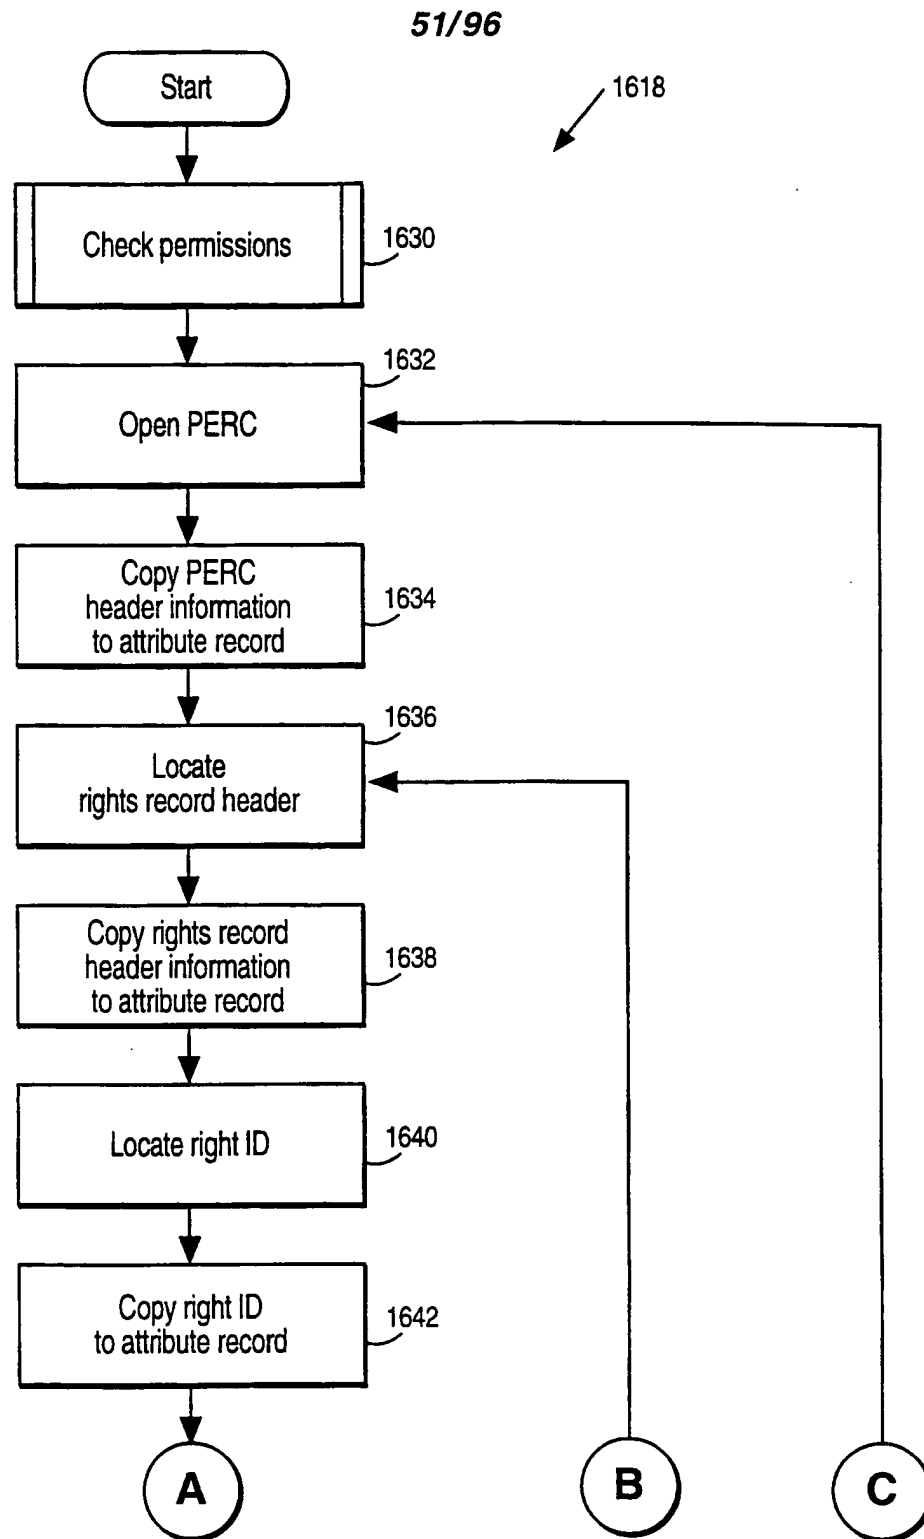 51/96
Start
1618
Check permissions
1630
1632
Open PERC
Copy PERC
header information
to attribute record
1634
1636
Locate
rights record header
Copy rights record
header information
to attribute record
1638
Locate right ID
1640
Copy right ID
to attribute record
1642
A
B
C